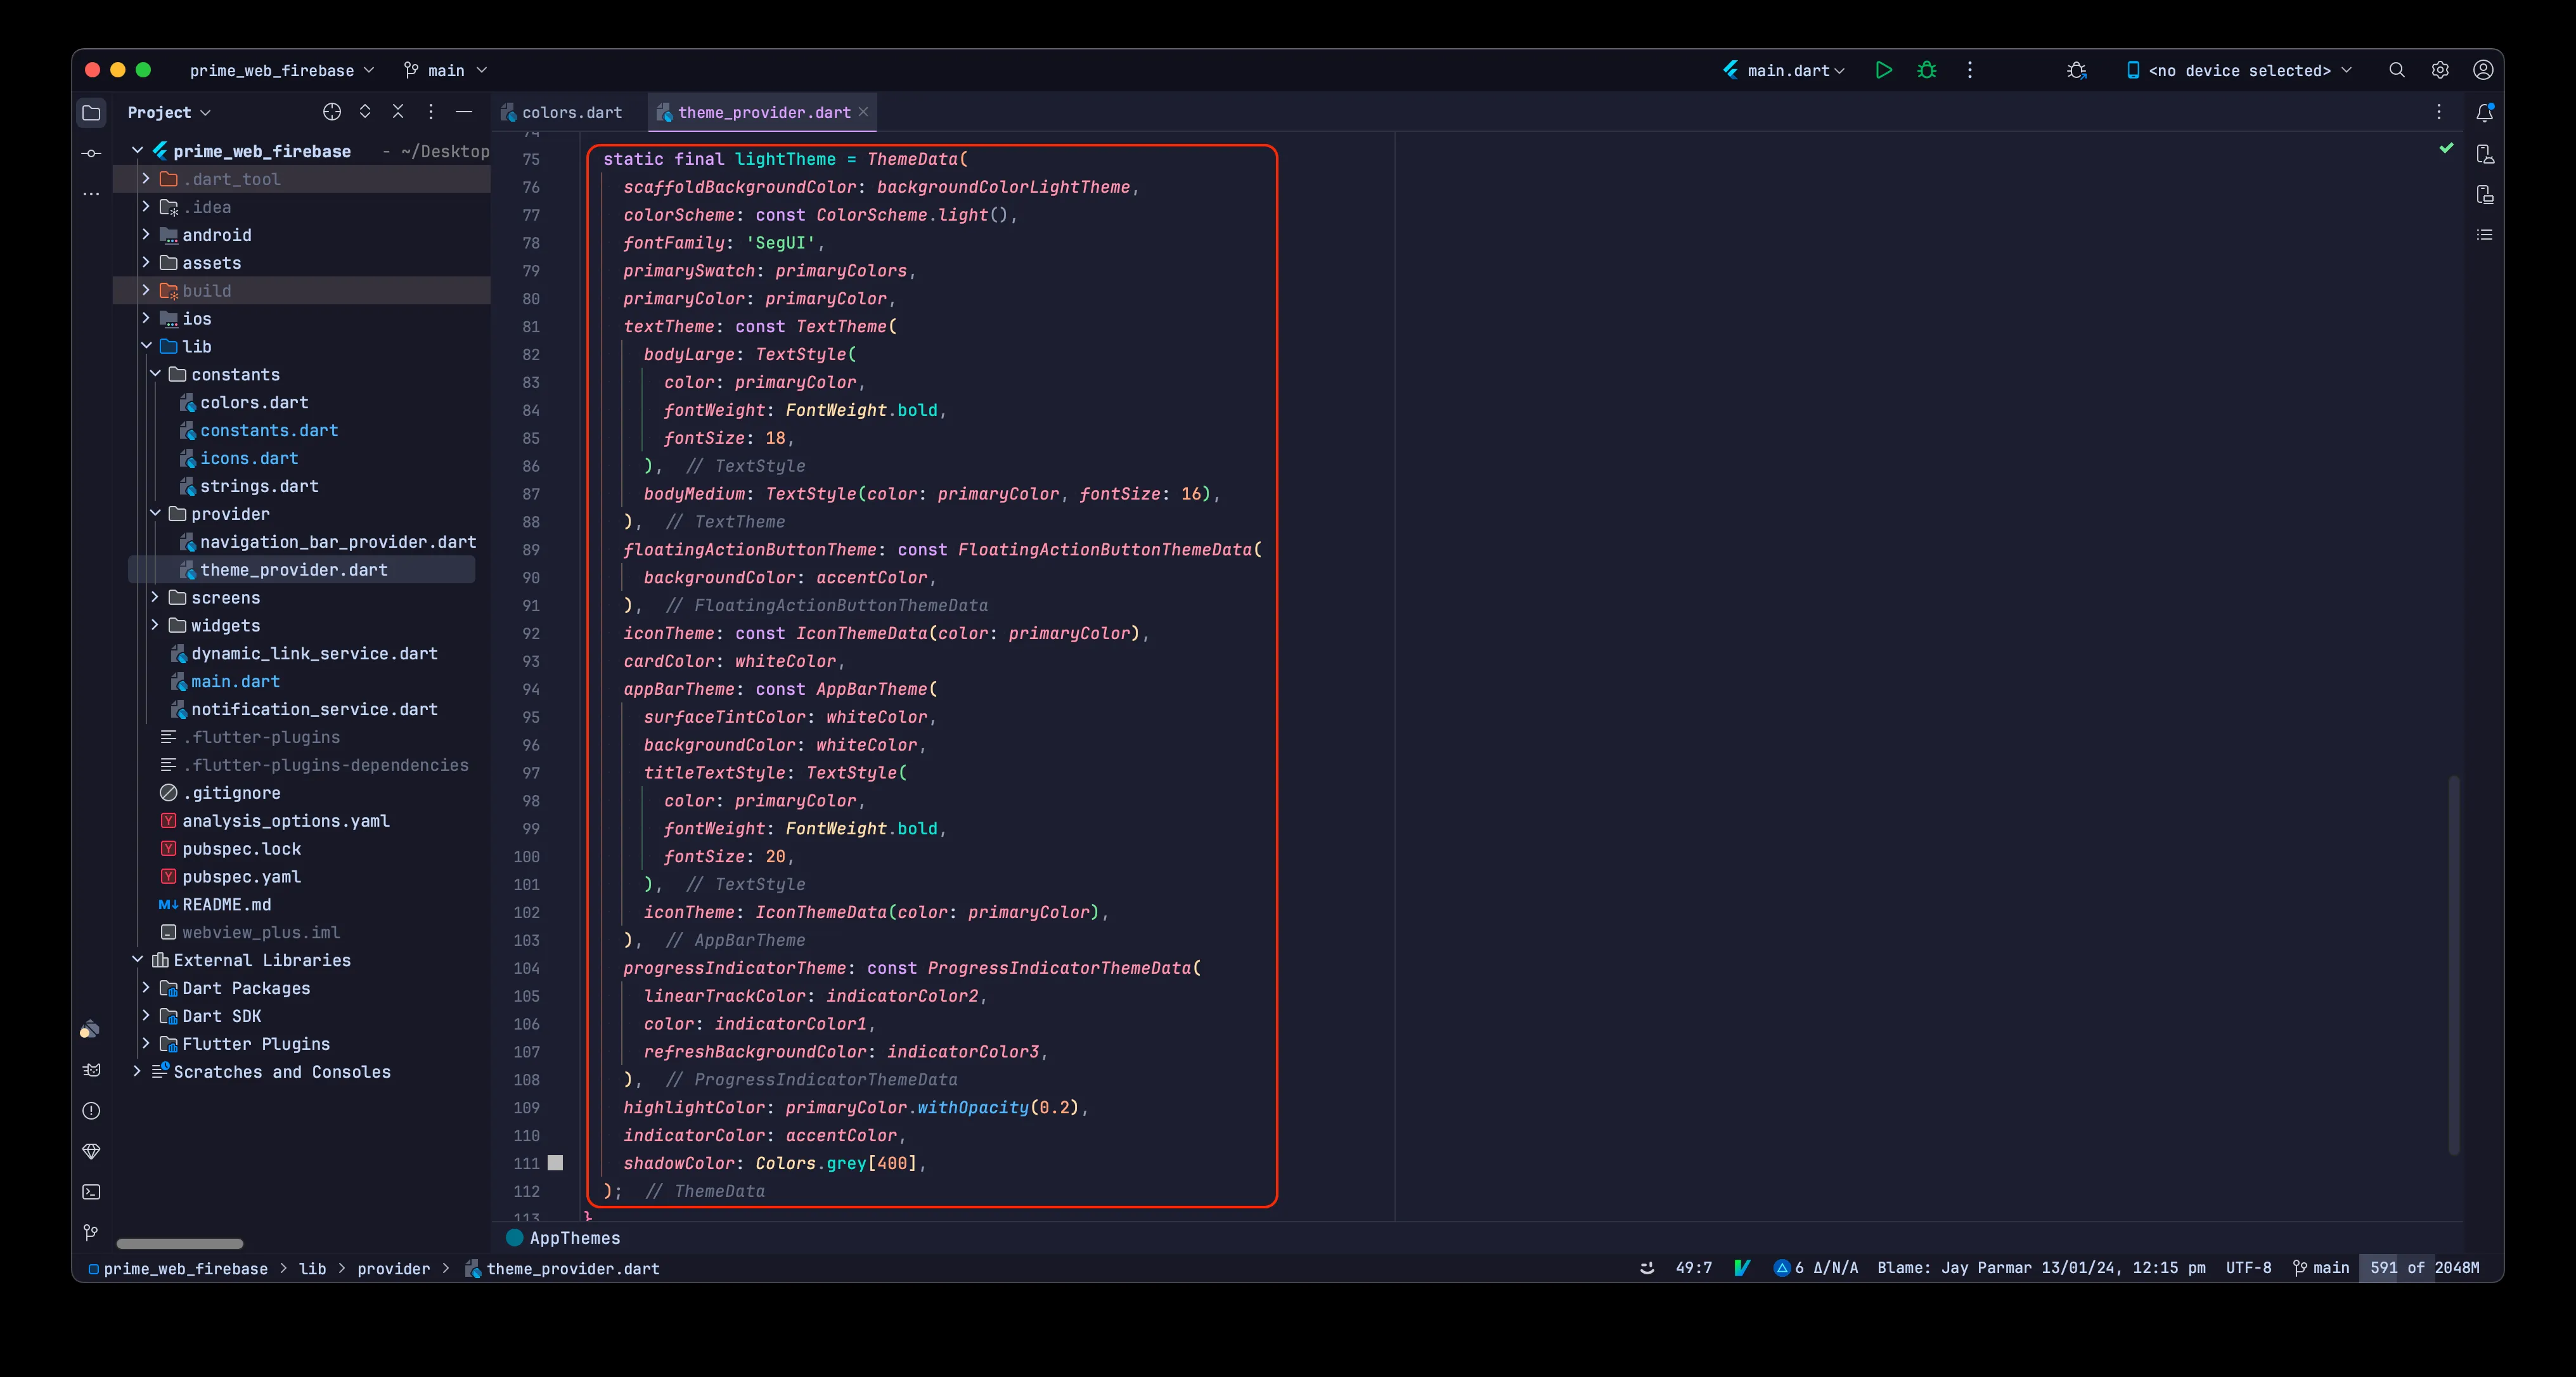 prime_web_firebase main main.dart <no device selected>
Project colors.dart theme_provider.dart
prime_web_firebase - ~/Desktop
.dart_tool
.idea
android
assets
build
ios
lib
constants
colors.dart
constants.dart
icons.dart
strings.dart
provider
navigation_bar_provider.dart
theme_provider.dart
screens
widgets
dynamic_link_service.dart
main.dart
notification_service.dart
.flutter-plugins
.flutter-plugins-dependencies
.gitignore
analysis_options.yaml
pubspec.lock
pubspec.yaml
M↓ README.md
webview_plus.iml
External Libraries
Dart Packages
Dart SDK
Flutter Plugins
Scratches and Consoles
74
75 static final lightTheme = ThemeData(
76 scaffoldBackgroundColor: backgroundColorLightTheme,
77 colorScheme: const ColorScheme.light(),
78 fontFamily: 'SegUI',
79 primarySwatch: primaryColors,
80 primaryColor: primaryColor,
81 textTheme: const TextTheme(
82 bodyLarge: TextStyle(
83 color: primaryColor,
84 fontWeight: FontWeight.bold,
85 fontSize: 18,
86 ), // TextStyle
87 bodyMedium: TextStyle(color: primaryColor, fontSize: 16),
88 ), // TextTheme
89 floatingActionButtonTheme: const FloatingActionButtonThemeData(
90 backgroundColor: accentColor,
91 ), // FloatingActionButtonThemeData
92 iconTheme: const IconThemeData(color: primaryColor),
93 cardColor: whiteColor,
94 appBarTheme: const AppBarTheme(
95 surfaceTintColor: whiteColor,
96 backgroundColor: whiteColor,
97 titleTextStyle: TextStyle(
98 color: primaryColor,
99 fontWeight: FontWeight.bold,
100 fontSize: 20,
101 ), // TextStyle
102 iconTheme: IconThemeData(color: primaryColor),
103 ), // AppBarTheme
104 progressIndicatorTheme: const ProgressIndicatorThemeData(
105 linearTrackColor: indicatorColor2,
106 color: indicatorColor1,
107 refreshBackgroundColor: indicatorColor3,
108 ), // ProgressIndicatorThemeData
109 highlightColor: primaryColor.withOpacity(0.2),
110 indicatorColor: accentColor,
111 shadowColor: Colors.grey[400],
112 ); // ThemeData
113 }
AppThemes
prime_web_firebase > lib > provider > theme_provider.dart 49:7 6 Δ/N/A Blame: Jay Parmar 13/01/24, 12:15 pm UTF-8 main 591 of 2048M